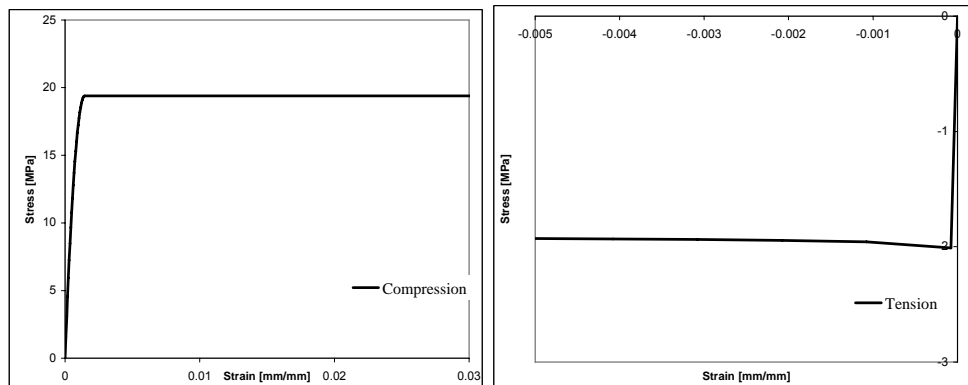 25
20
15
10
5
0
Stress [MPa]
0 0.01 0.02 0.03
Strain [mm/mm]
Compression
-0.005 -0.004 -0.003 -0.002 -0.001 0
0
-1
-2
-3
Stress [MPa]
Strain [mm/mm]
Tension